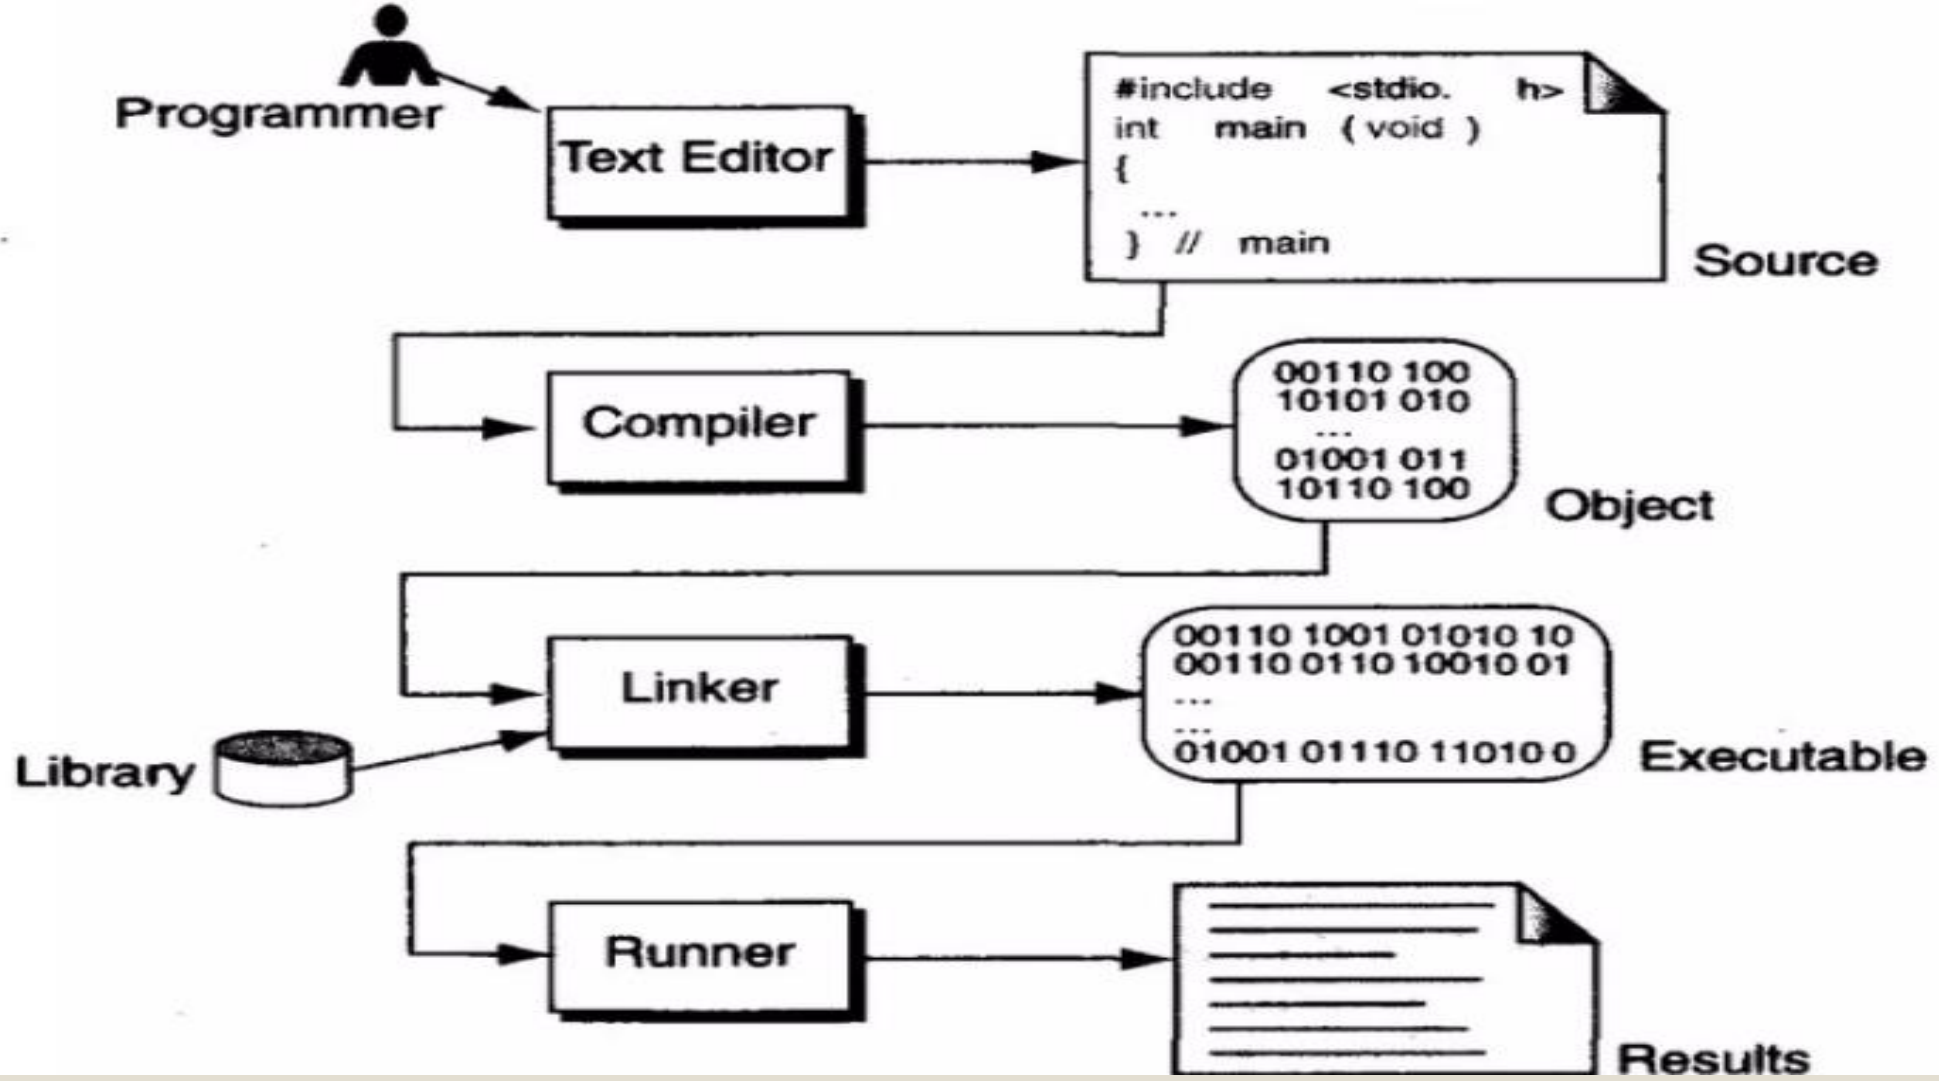 Programmer
Text Editor
#include <stdio. h>
int main ( void )
{
...
} // main
Source
Compiler
00110 100
10101 010
...
01001 011
10110 100
Object
Linker
Library
00110 1001 01010 10
00110 0110 10010 01
...
...
01001 01110 11010 0
Executable
Runner
Results